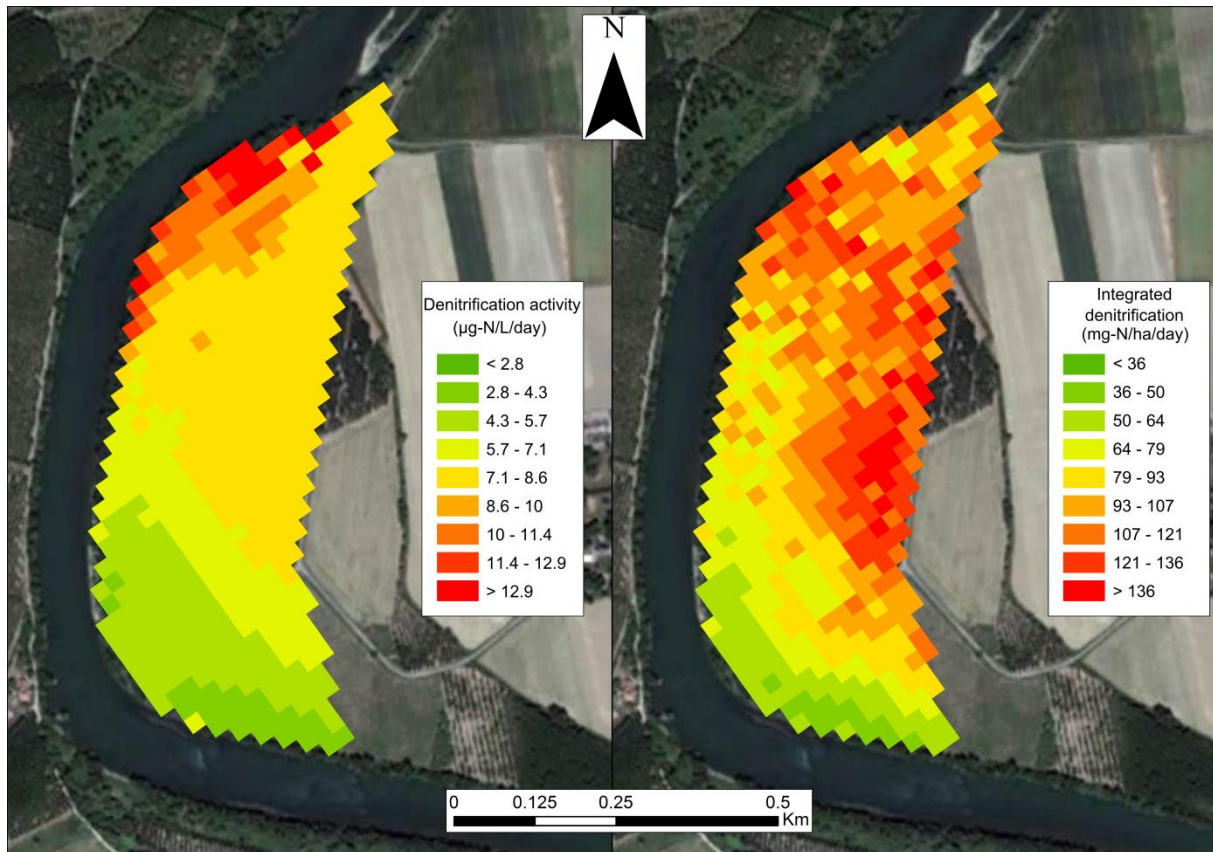 N
Denitrification activity
(µg-N/L/day)
< 2.8
2.8 - 4.3
4.3 - 5.7
5.7 - 7.1
7.1 - 8.6
8.6 - 10
10 - 11.4
11.4 - 12.9
> 12.9
Integrated
denitrification
(mg-N/ha/day)
< 36
36 - 50
50 - 64
64 - 79
79 - 93
93 - 107
107 - 121
121 - 136
> 136
0 0.125 0.25 0.5
Km